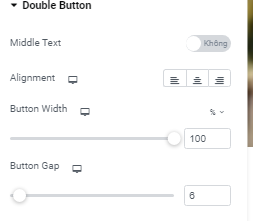 Double Button
Middle Text
Không
Alignment
Button Width
%
100
Button Gap
6